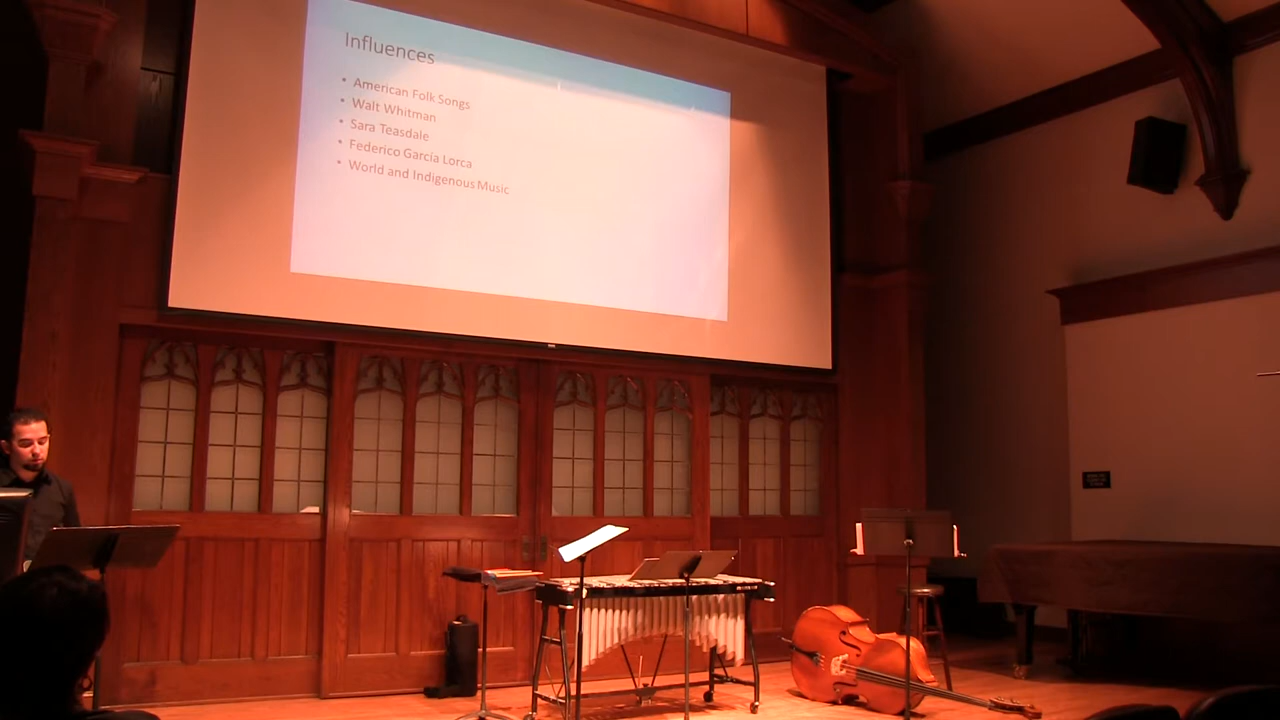 Influences
• American Folk Songs
• Walt Whitman
• Sara Teasdale
• Federico García Lorca
• World and Indigenous Music